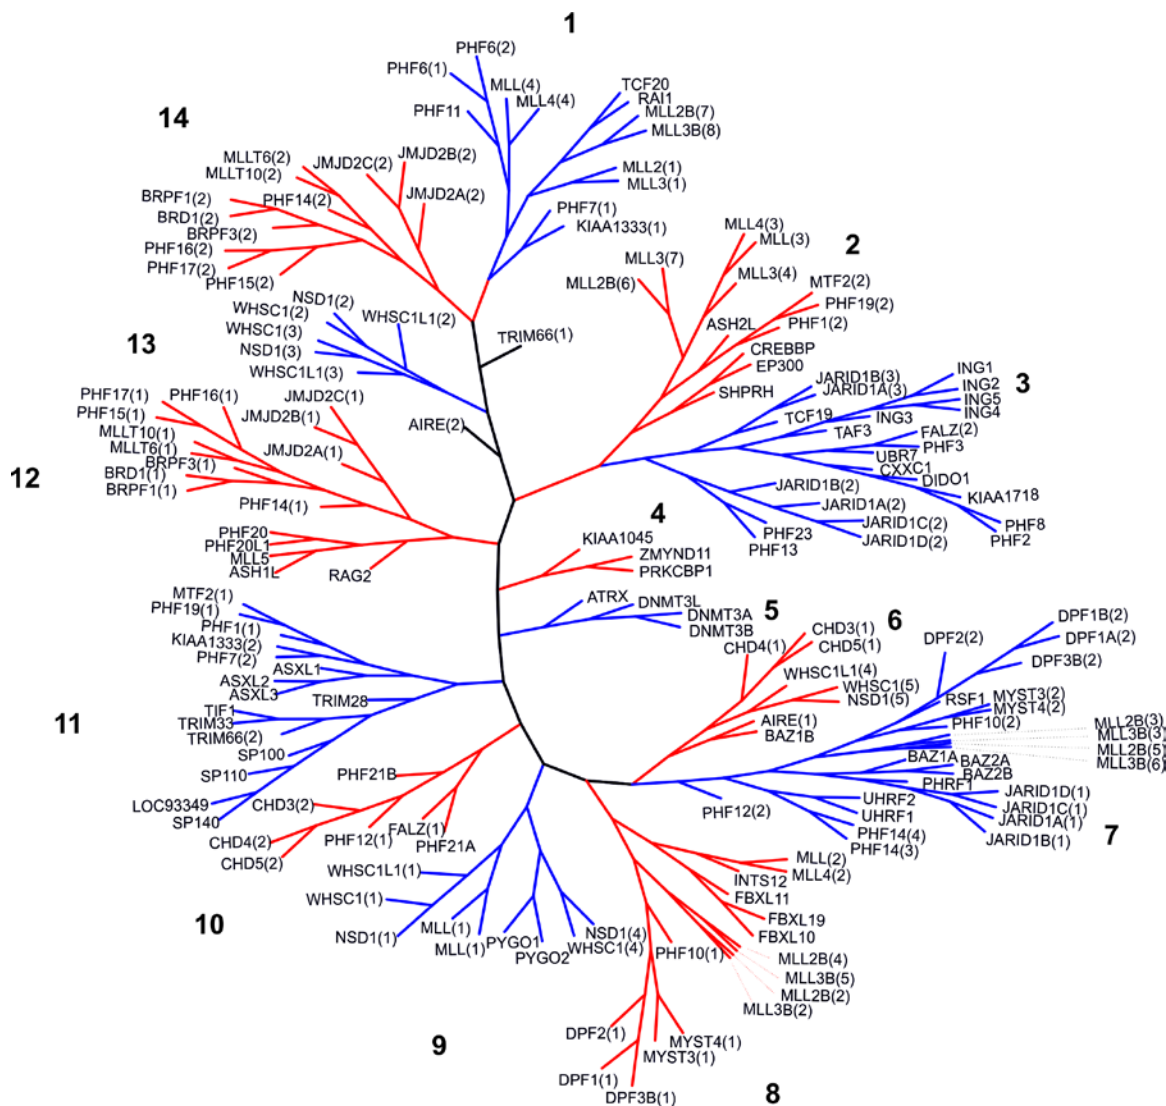 1
PHF6(2)
PHF6(1)
MLL(4)
MLL4(4)
PHF11
TCF20
RAI1
MLL2B(7)
MLL3B(8)
MLL2(1)
MLL3(1)
PHF7(1)
KIAA1333(1)
14
MLLT6(2)
MLLT10(2)
JMJD2C(2)
JMJD2B(2)
JMJD2A(2)
BRPF1(2)
PHF14(2)
BRD1(2)
BRPF3(2)
PHF16(2)
PHF17(2)
PHF15(2)
NSD1(2)
WHSC1(2)
WHSC1L1(2)
WHSC1(3)
NSD1(3)
WHSC1L1(3)
TRIM66(1)
AIRE(2)
2
MLL4(3)
MLL(3)
MLL3(7)
MLL2B(6)
MLL3(4)
MTF2(2)
PHF19(2)
PHF1(2)
ASH2L
CREBBP
EP300
SHPRH
3
JARID1B(3)
JARID1A(3)
ING1
ING2
ING5
ING4
TCF19
ING3
TAF3
FALZ(2)
PHF3
UBR7
CXXC1
DIDO1
KIAA1718
PHF8
PHF2
JARID1B(2)
JARID1A(2)
JARID1C(2)
JARID1D(2)
PHF23
PHF13
13
PHF17(1)
PHF16(1)
PHF15(1)
JMJD2C(1)
JMJD2B(1)
MLLT10(1)
MLLT6(1)
JMJD2A(1)
BRPF3(1)
BRD1(1)
BRPF1(1)
PHF14(1)
12
PHF20
PHF20L1
MLL5
ASH1L
RAG2
4
KIAA1045
ZMYND11
PRKCBP1
ATRX
DNMT3L
DNMT3A
DNMT3B
5
CHD3(1)
CHD5(1)
CHD4(1)
WHSC1L1(4)
WHSC1(5)
NSD1(5)
AIRE(1)
BAZ1B
6
DPF1B(2)
DPF1A(2)
DPF2(2)
DPF3B(2)
RSF1
MYST3(2)
MYST4(2)
PHF10(2)
MLL2B(3)
MLL3B(3)
MLL2B(5)
MLL3B(6)
BAZ1A
BAZ2A
BAZ2B
PHRF1
JARID1D(1)
JARID1C(1)
JARID1A(1)
JARID1B(1)
7
PHF12(2)
UHRF2
UHRF1
PHF14(4)
PHF14(3)
MTF2(1)
PHF19(1)
PHF1(1)
KIAA1333(2)
PHF7(2)
ASXL1
ASXL2
ASXL3
TRIM28
TIF1
TRIM33
TRIM66(2)
SP100
SP110
LOC93349
SP140
11
PHF21B
CHD3(2)
CHD4(2)
CHD5(2)
PHF12(1)
FALZ(1)
PHF21A
10
WHSC1L1(1)
WHSC1(1)
NSD1(1)
MLL(1)
MLL(1)
PYGO1
PYGO2
NSD1(4)
WHSC1(4)
9
MLL(2)
MLL4(2)
INTS12
FBXL11
FBXL19
FBXL10
PHF10(1)
MLL2B(4)
MLL3B(5)
MLL2B(2)
MLL3B(2)
DPF2(1)
MYST4(1)
MYST3(1)
DPF1(1)
DPF3B(1)
8